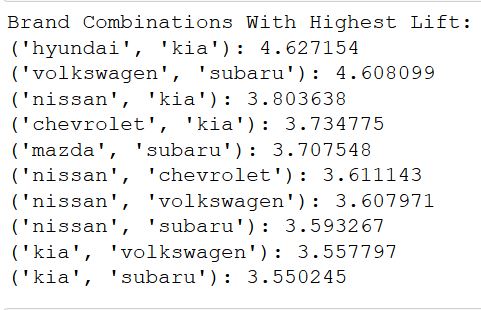 Brand Combinations With Highest Lift:
('hyundai', 'kia'): 4.627154
('volkswagen', 'subaru'): 4.608099
('nissan', 'kia'): 3.803638
('chevrolet', 'kia'): 3.734775
('mazda', 'subaru'): 3.707548
('nissan', 'chevrolet'): 3.611143
('nissan', 'volkswagen'): 3.607971
('nissan', 'subaru'): 3.593267
('kia', 'volkswagen'): 3.557797
('kia', 'subaru'): 3.550245